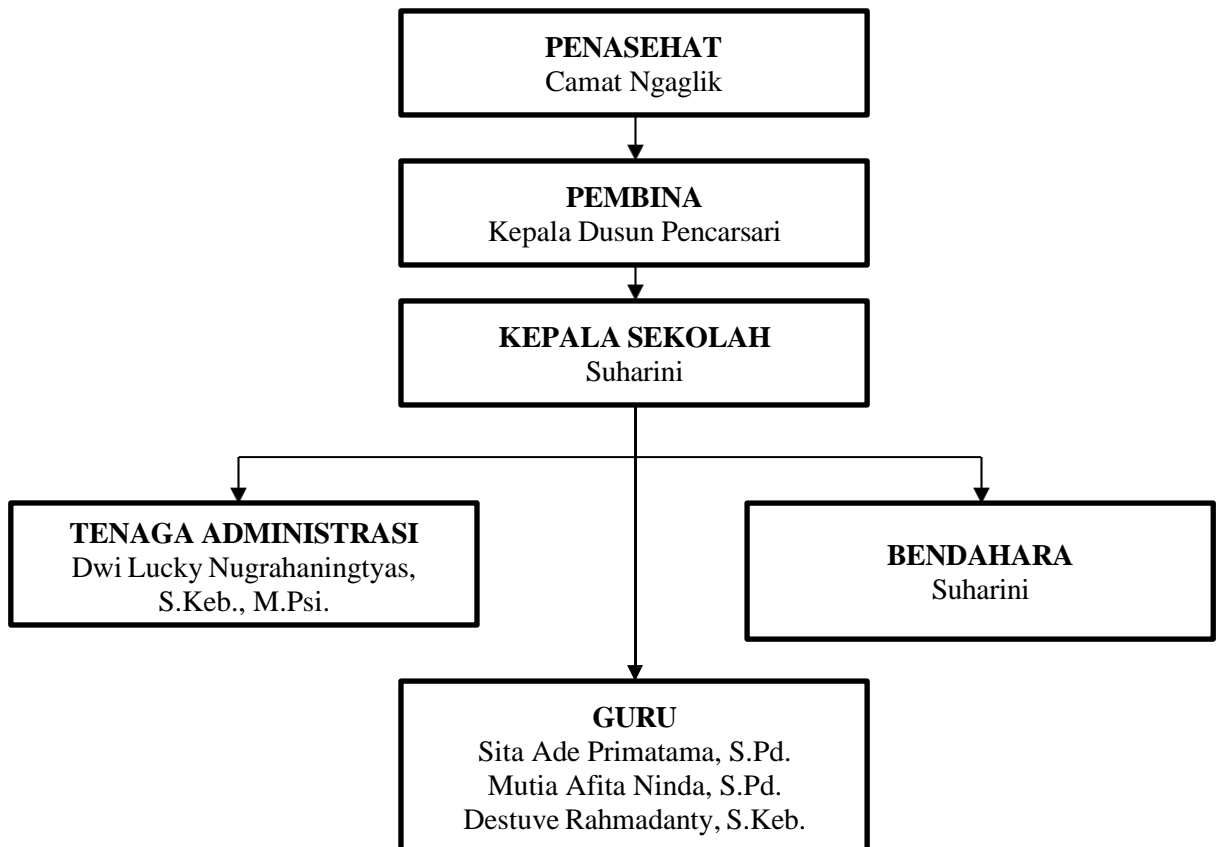 PENASEHAT
Camat Ngaglik
PEMBINA
Kepala Dusun Pencarsari
KEPALA SEKOLAH
Suharini
TENAGA ADMINISTRASI
Dwi Lucky Nugrahaningtyas,
S.Keb., M.Psi.
BENDAHARA
Suharini
GURU
Sita Ade Primatama, S.Pd.
Mutia Afita Ninda, S.Pd.
Destuve Rahmadanty, S.Keb.